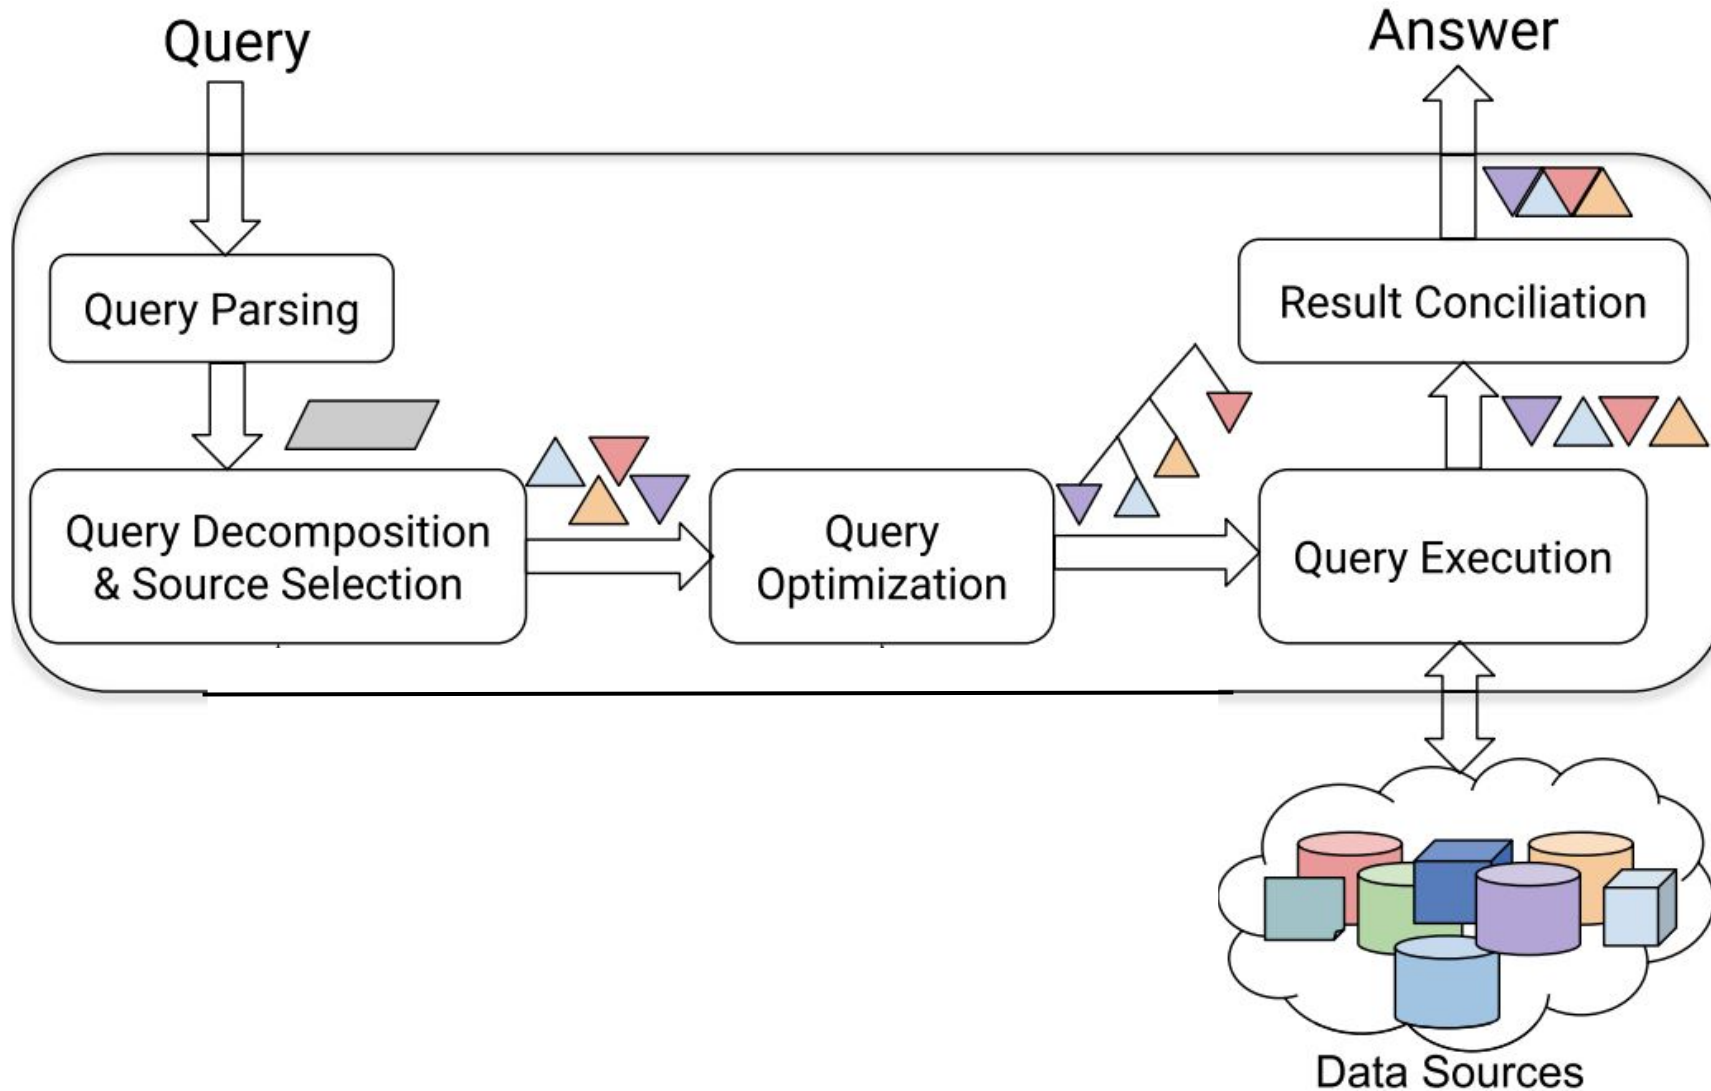 Query
Answer
Query Parsing
Result Conciliation
Query Decomposition
& Source Selection
Query
Optimization
Query Execution
Data Sources